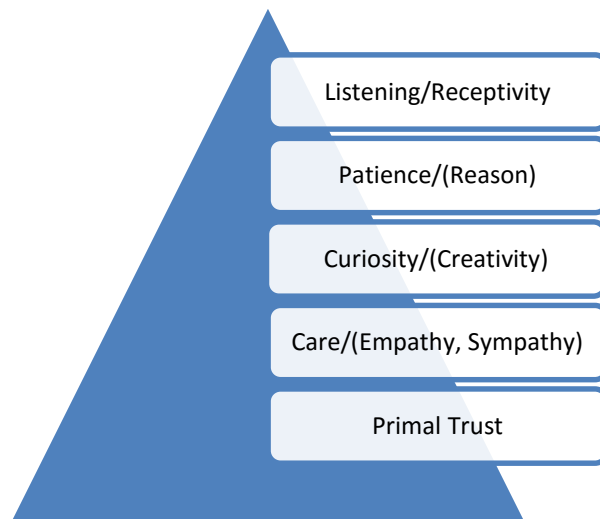 Listening/Receptivity
Patience/(Reason)
Curiosity/(Creativity)
Care/(Empathy, Sympathy)
Primal Trust